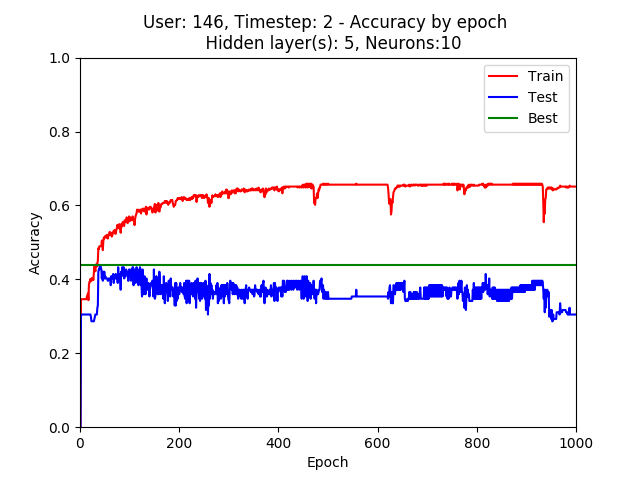 User: 146, Timestep: 2 - Accuracy by epoch
Hidden layer(s): 5, Neurons:10
1.0
0.8
0.6
0.4
0.2
0.0
Accuracy
Train
Test
Best
0 200 400 600 800 1000
Epoch